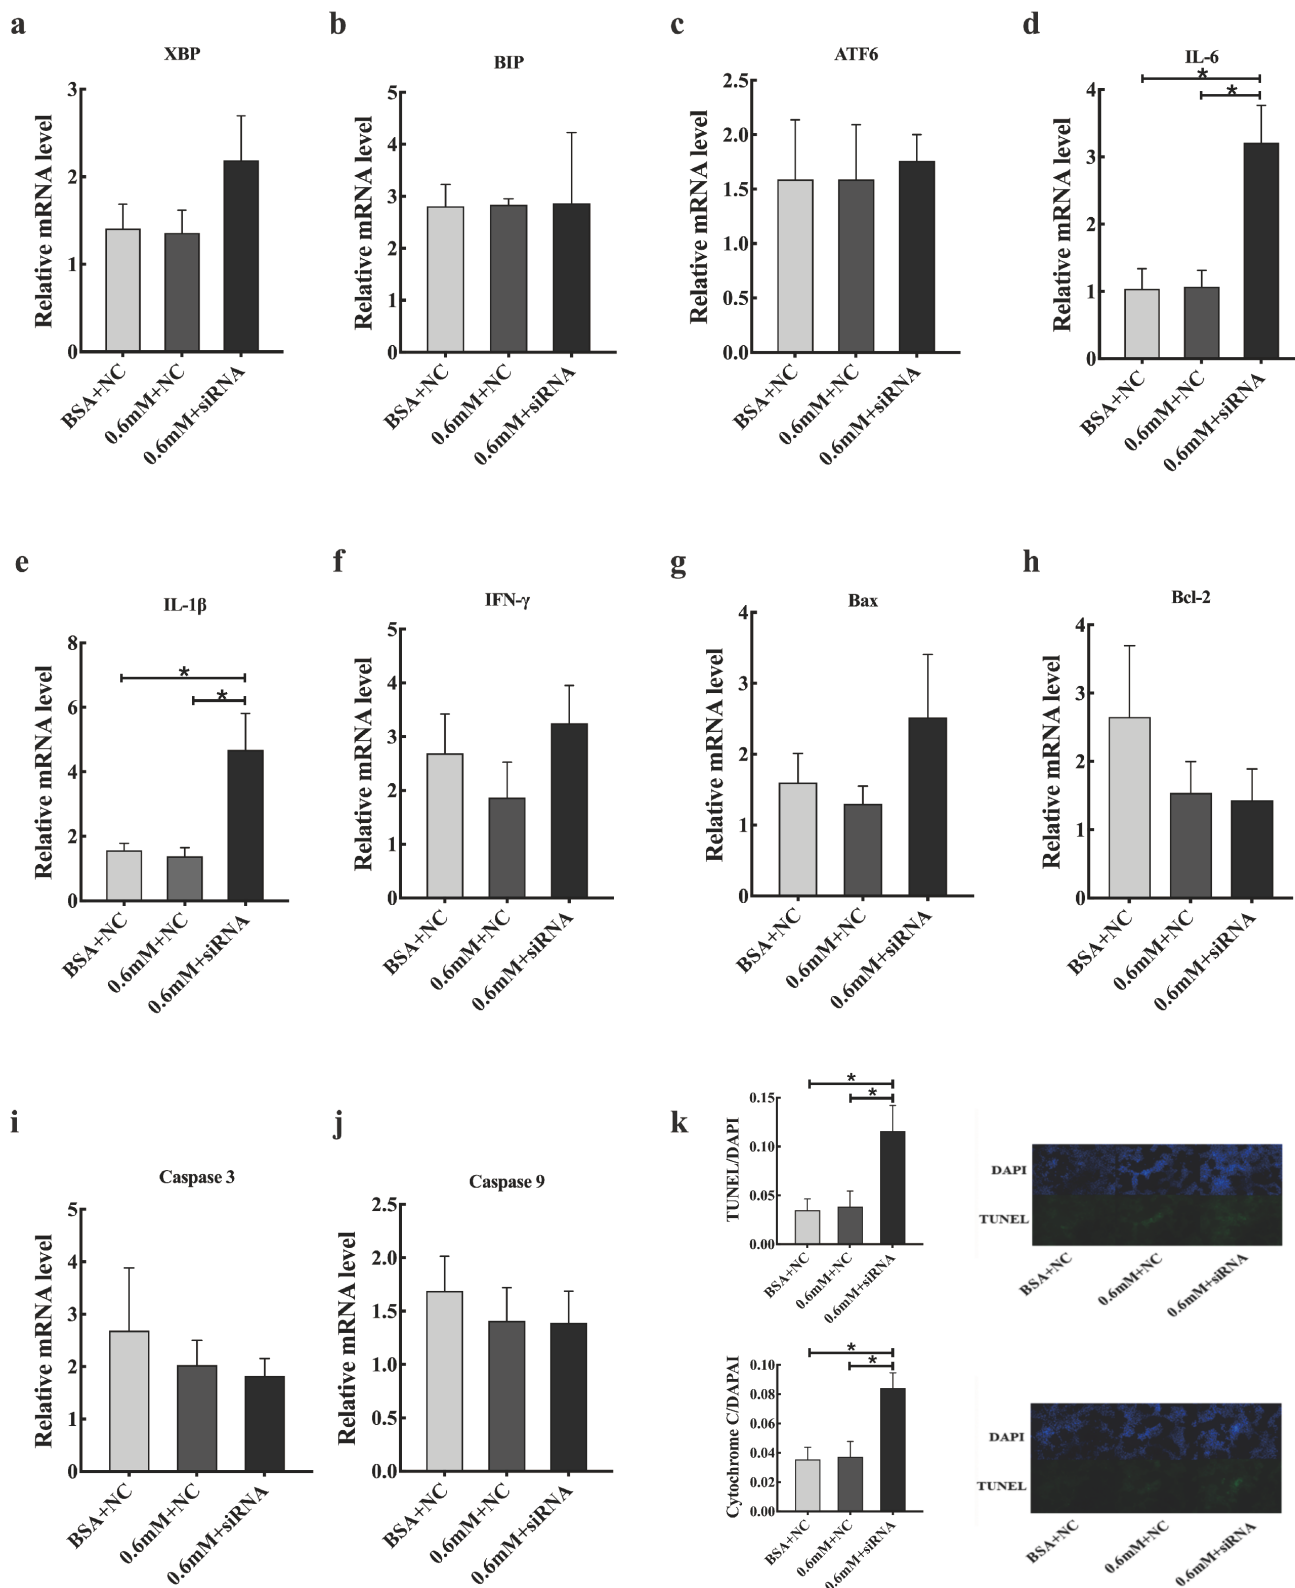 a
XBP
Relative mRNA level
3
2
1
0
BSA+NC
0.6mM+NC
0.6mM+siRNA
b
BIP
Relative mRNA level
5
4
3
2
1
0
BSA+NC
0.6mM+NC
0.6mM+siRNA
c
ATF6
Relative mRNA level
2.5
2.0
1.5
1.0
0.5
0.0
BSA+NC
0.6mM+NC
0.6mM+siRNA
d
IL-6
*
*
Relative mRNA level
4
3
2
1
0
BSA+NC
0.6mM+NC
0.6mM+siRNA
e
IL-1β
*
*
Relative mRNA level
8
6
4
2
0
BSA+NC
0.6mM+NC
0.6mM+siRNA
f
IFN-γ
Relative mRNA level
5
4
3
2
1
0
BSA+NC
0.6mM+NC
0.6mM+siRNA
g
Bax
Relative mRNA level
4
3
2
1
0
BSA+NC
0.6mM+NC
0.6mM+siRNA
h
Bcl-2
Relative mRNA level
4
3
2
1
0
BSA+NC
0.6mM+NC
0.6mM+siRNA
i
Caspase 3
Relative mRNA level
5
4
3
2
1
0
BSA+NC
0.6mM+NC
0.6mM+siRNA
j
Caspase 9
Relative mRNA level
2.5
2.0
1.5
1.0
0.5
0.0
BSA+NC
0.6mM+NC
0.6mM+siRNA
k
*
*
TUNEL/DAPI
0.15
0.10
0.05
0.00
BSA+NC
0.6mM+NC
0.6mM+siRNA
DAPI
TUNEL
BSA+NC
0.6mM+NC
0.6mM+siRNA
*
*
Cytochrome C/DAPAI
0.10
0.08
0.06
0.04
0.02
0.00
BSA+NC
0.6mM+NC
0.6mM+siRNA
DAPI
TUNEL
BSA+NC
0.6mM+NC
0.6mM+siRNA